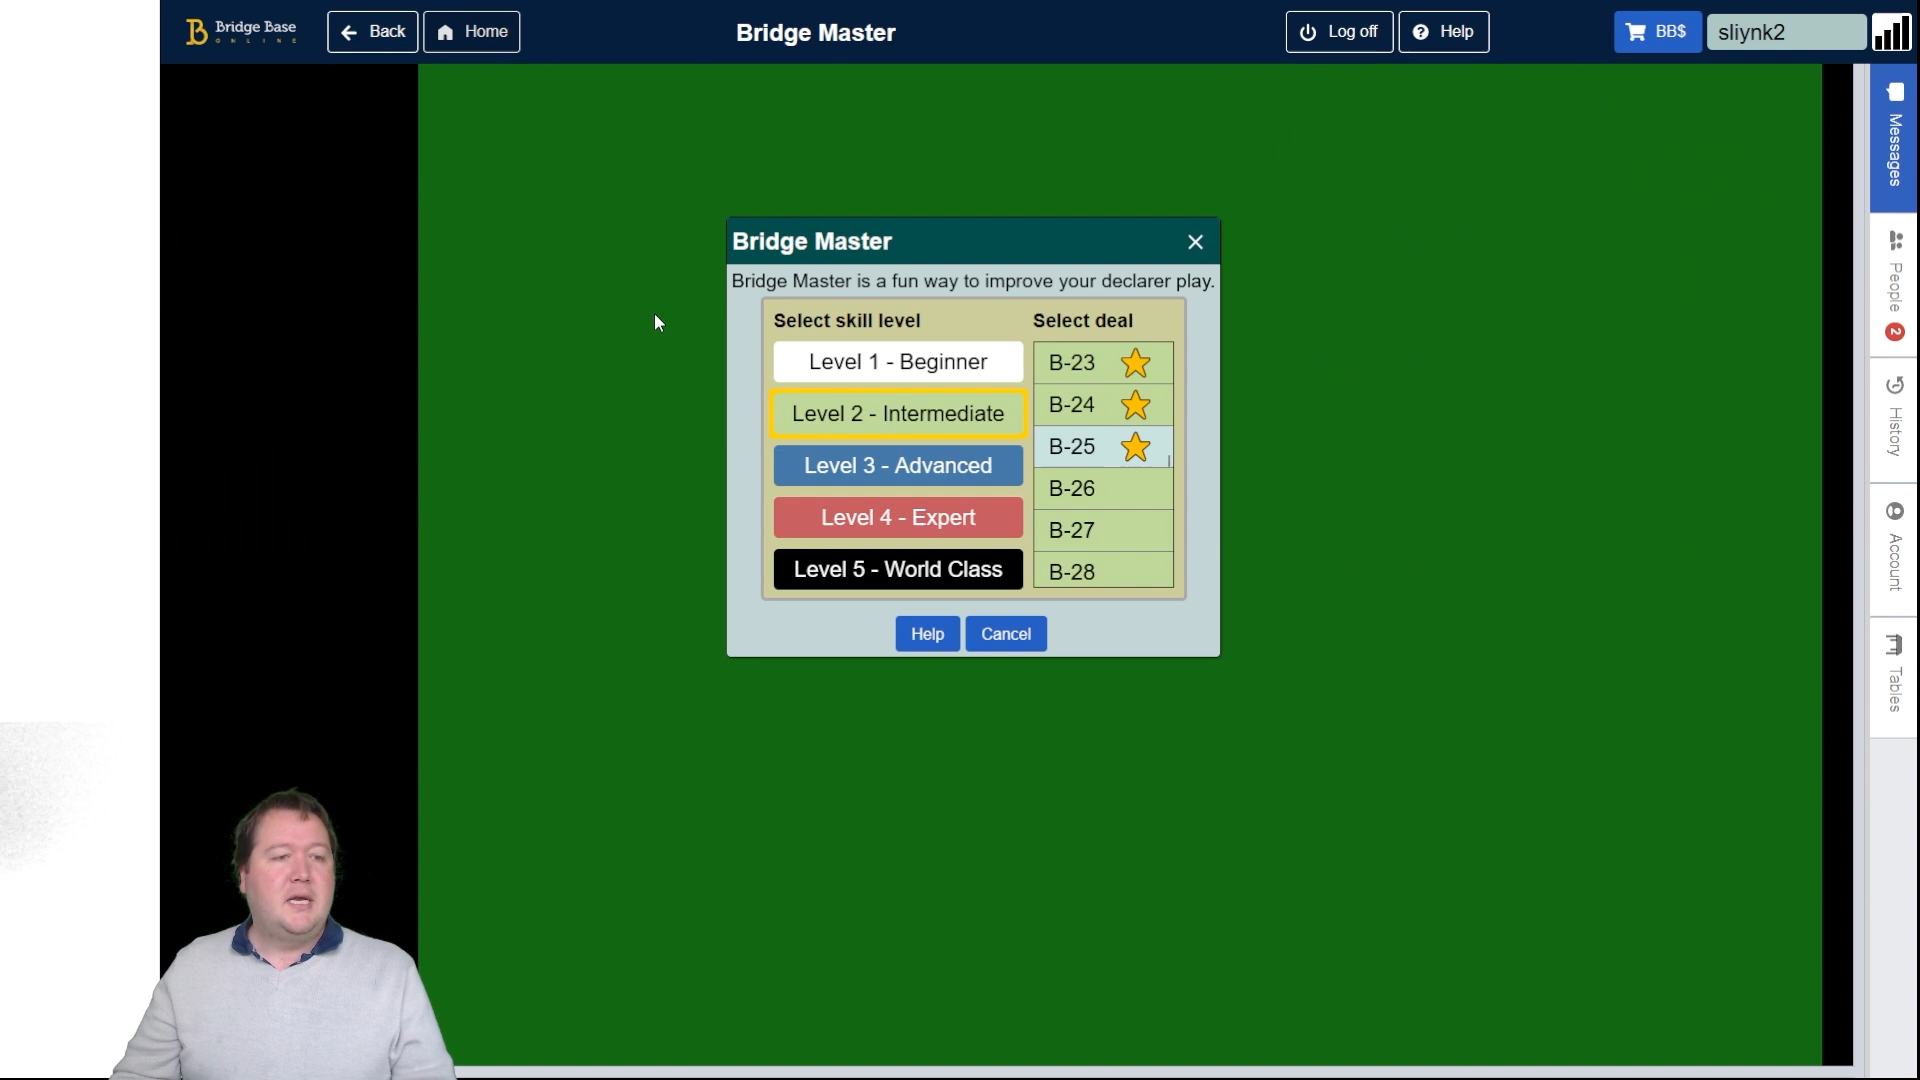 Bridge Base
ONLINE
Back
Home
Bridge Master
Log off
Help
BB$
sliynk2
Messages
People
2
History
Account
Tables
Bridge Master
Bridge Master is a fun way to improve your declarer play.
Select skill level
Select deal
Level 1 - Beginner
Level 2 - Intermediate
Level 3 - Advanced
Level 4 - Expert
Level 5 - World Class
B-23
B-24
B-25
B-26
B-27
B-28
Help
Cancel